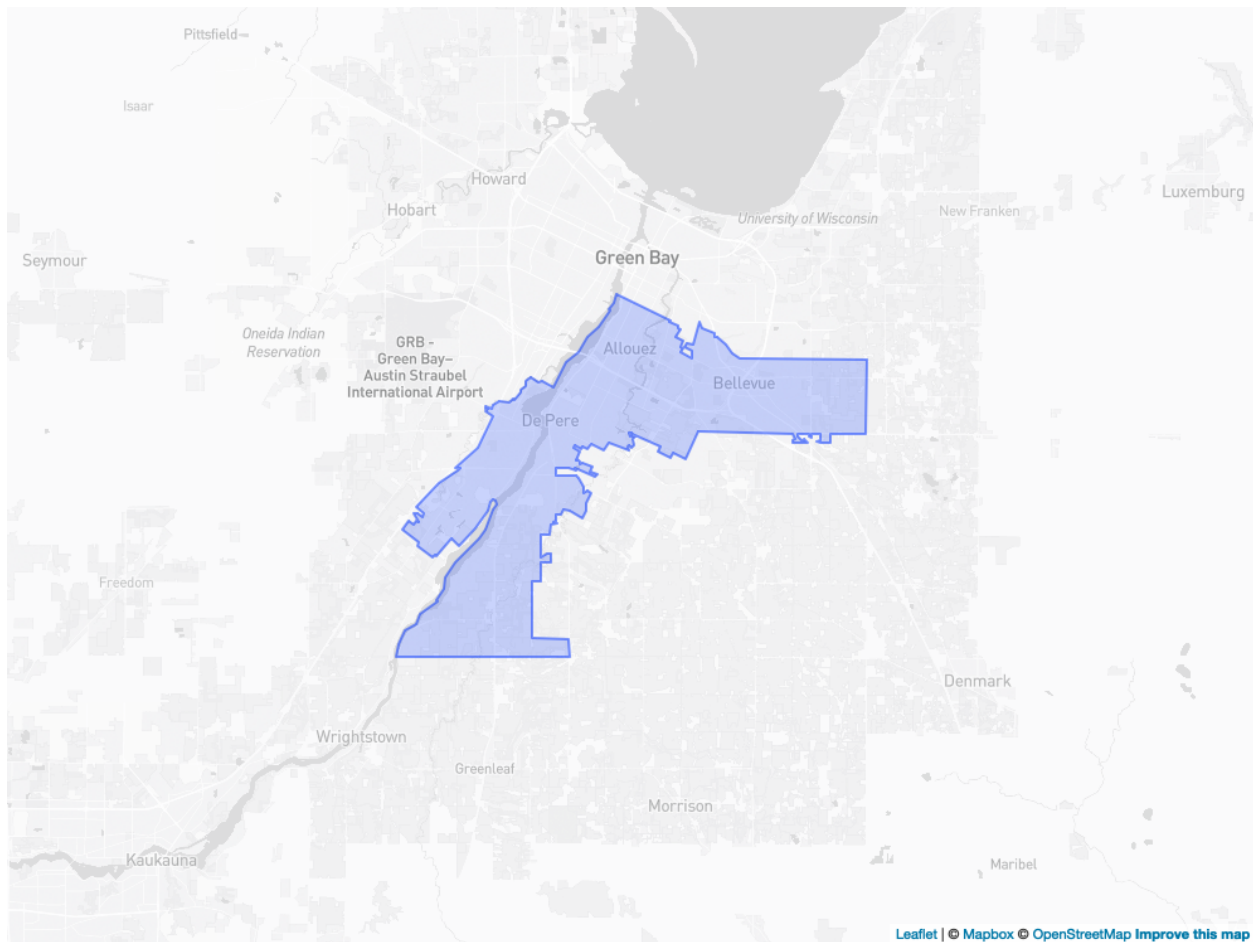 Pittsfield
Isaar
Howard
Hobart
Luxemburg
New Franken
University of Wisconsin
Seymour
Green Bay
Oneida Indian
Reservation
GRB -
Green Bay–
Austin Straubel
International Airport
Allouez
Bellevue
De Pere
Freedom
Denmark
Wrightstown
Greenleaf
Morrison
Kaukauna
Maribel
Leaflet | © Mapbox © OpenStreetMap Improve this map